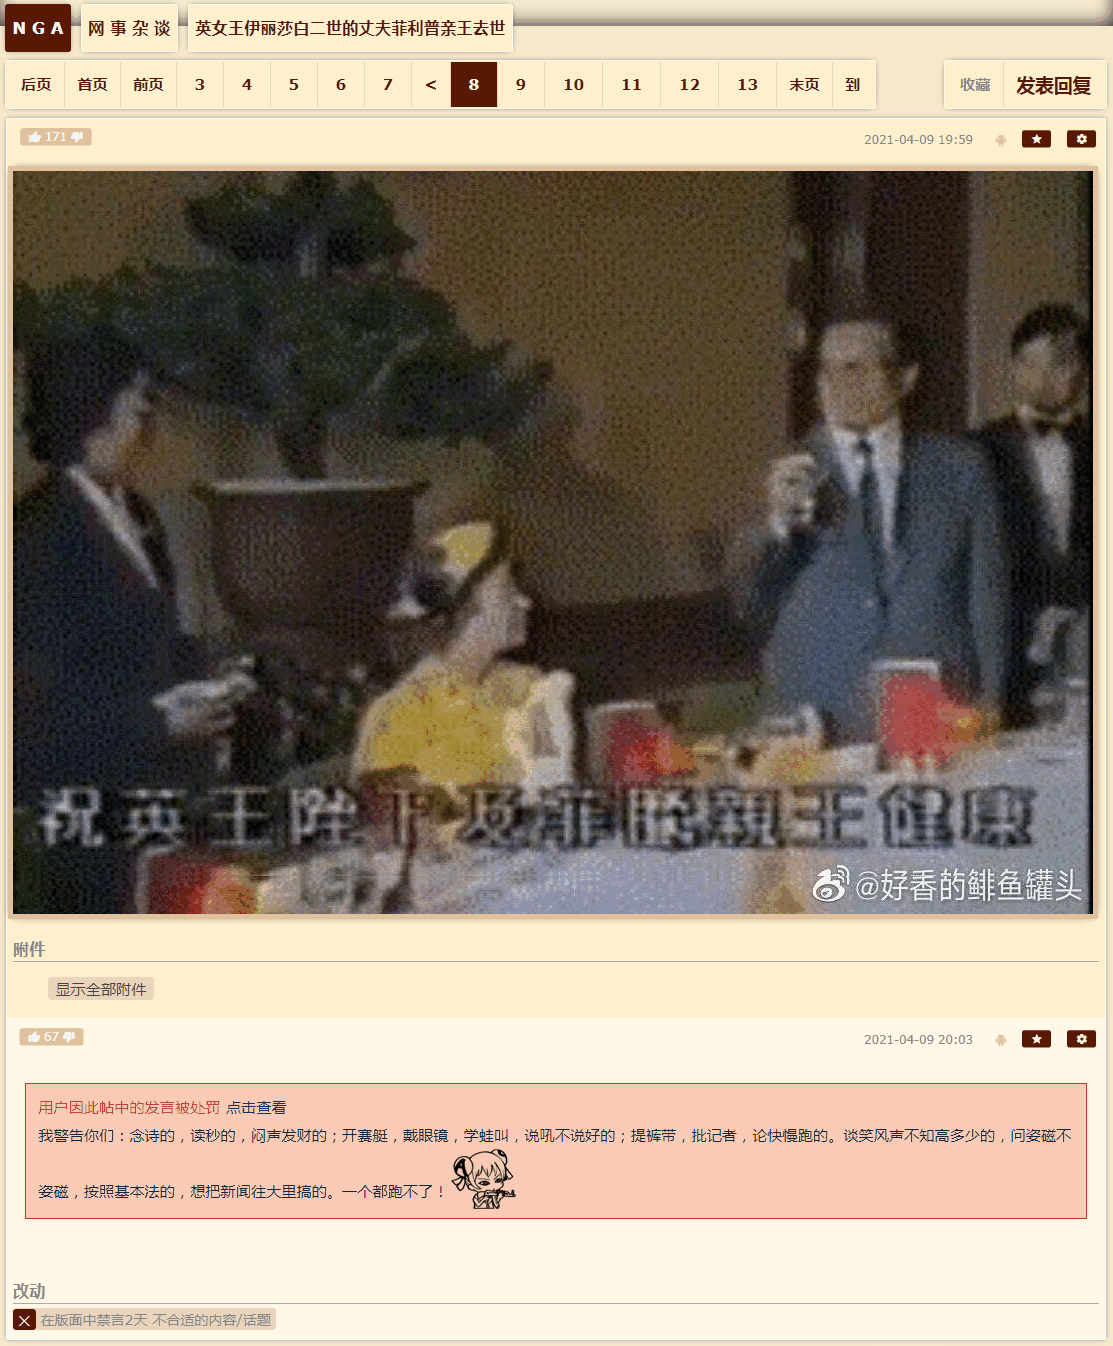 NGA 网事杂谈 英女王伊丽莎白二世的丈夫菲利普亲王去世
后页 首页 前页 3 4 5 6 7 < 8 9 10 11 12 13 末页 到 收藏 发表回复
171 2021-04-09 19:59
祝英王陛下及菲腊親王健康
@好香的鲱鱼罐头
附件
显示全部附件
67 2021-04-09 20:03
用户因此帖中的发言被处罚 点击查看
我警告你们：念诗的，读秒的，闷声发财的；开赛艇，戴眼镜，学蛙叫，说吼不说好的；提裤带，批记者，论快慢跑的。谈笑风声不知高多少的，问姿磁不
姿磁，按照基本法的，想把新闻往大里搞的。一个都跑不了！
改动
在版面中禁言2天 不合适的内容/话题